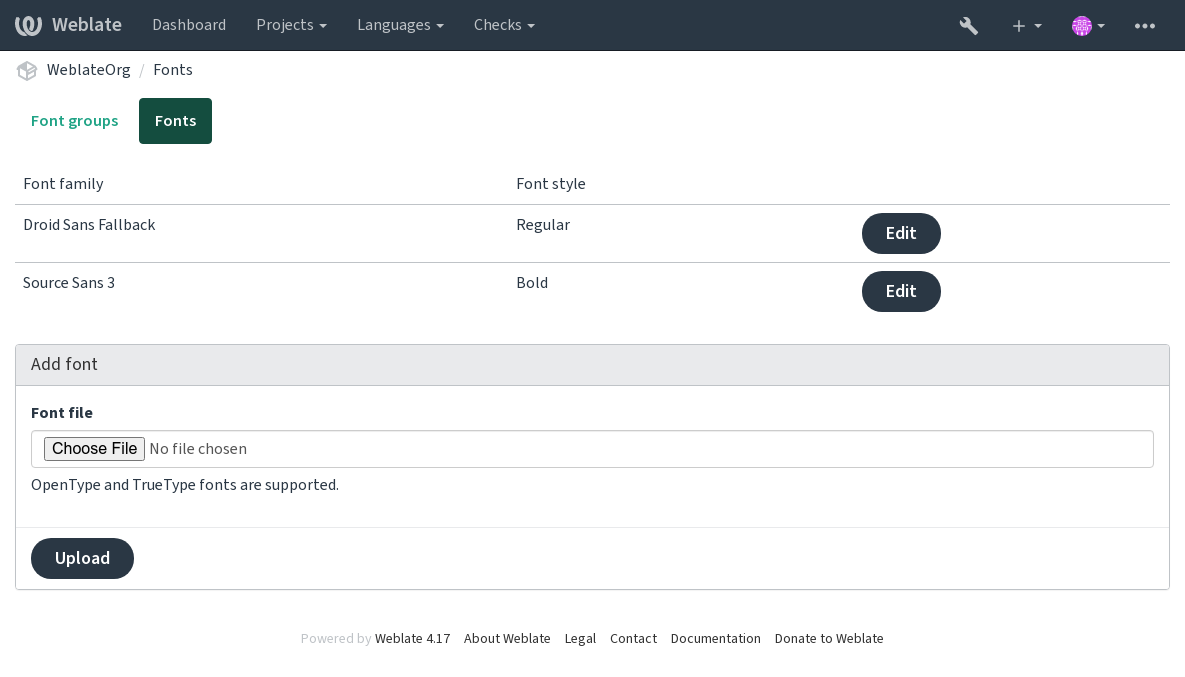 Weblate Dashboard Projects Languages Checks
WeblateOrg / Fonts
Font groups Fonts
Font family Font style
Droid Sans Fallback Regular Edit
Source Sans 3 Bold Edit
Add font
Font file
Choose File No file chosen
OpenType and TrueType fonts are supported.
Upload
Powered by Weblate 4.17 About Weblate Legal Contact Documentation Donate to Weblate